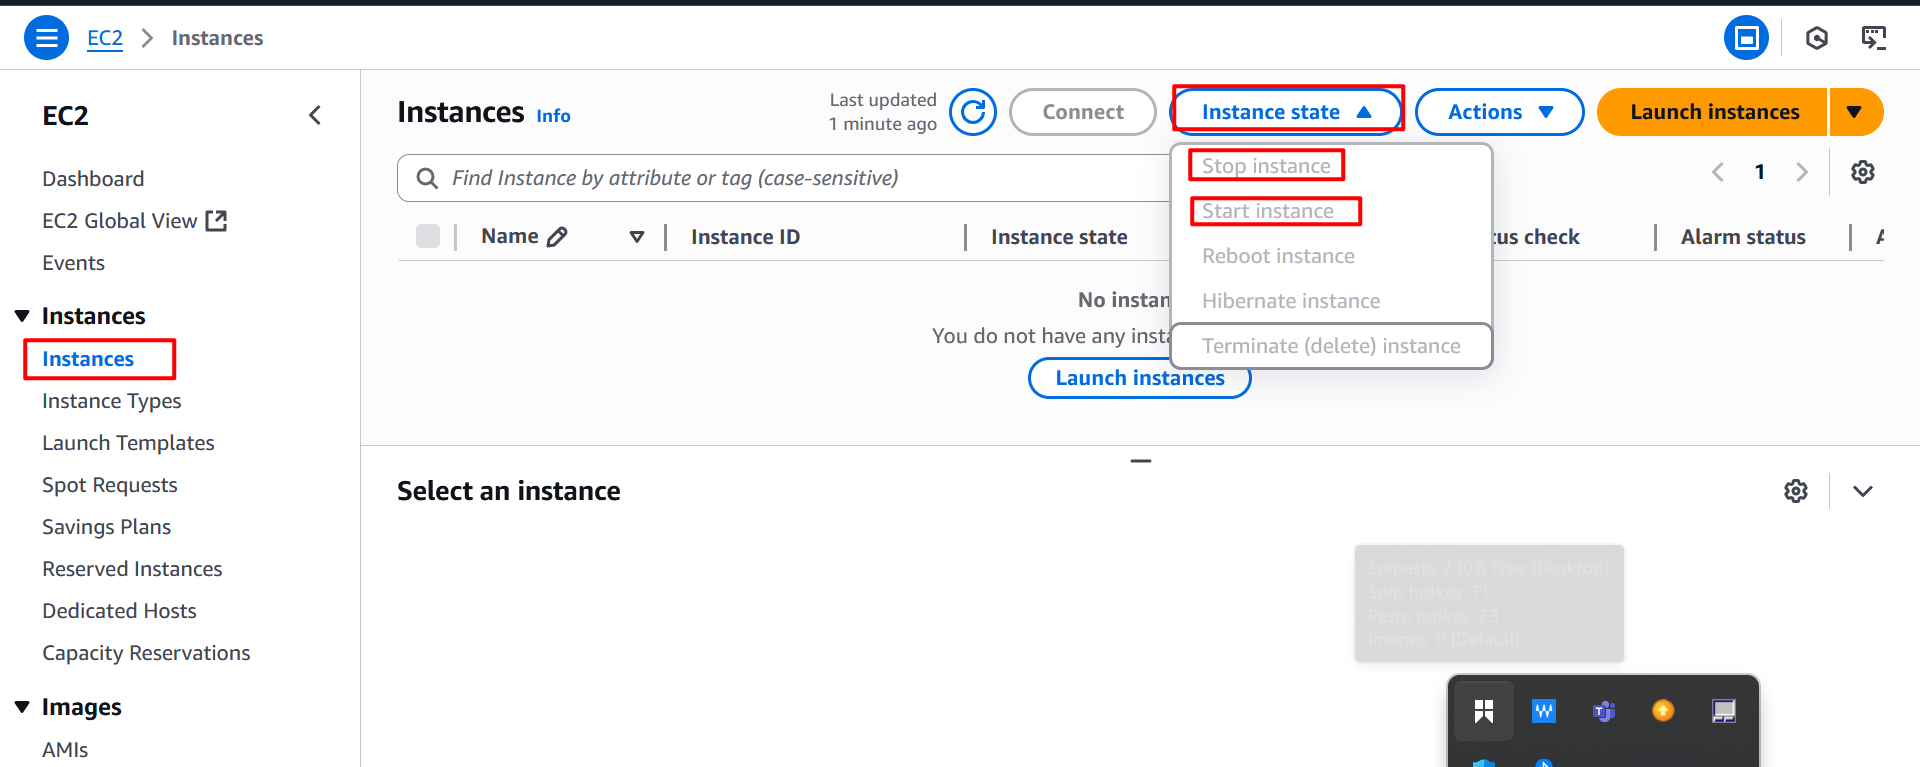 EC2 > Instances
EC2
Dashboard
EC2 Global View
Events
Instances
Instances
Instance Types
Launch Templates
Spot Requests
Savings Plans
Reserved Instances
Dedicated Hosts
Capacity Reservations
Images
AMIs
Instances Info
Last updated
1 minute ago
Connect
Instance state
Actions
Launch instances
Find Instance by attribute or tag (case-sensitive)
1
Stop instance
Start instance
Reboot instance
Hibernate instance
Terminate (delete) instance
Name
Instance ID
Instance state
tus check
Alarm status
No instan
You do not have any insta
Launch instances
Select an instance
Snipaste 2.10.6 Free (Desktop)
Snip hotkey: F1
Paste hotkey: F3
Images: 0 [Default]